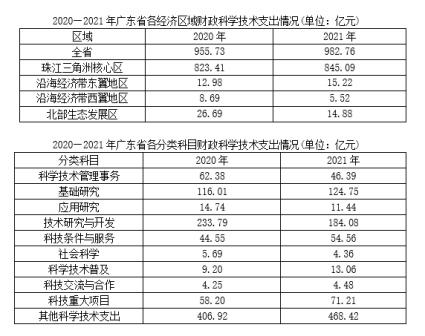 2020—2021年广东省各经济区域财政科学技术支出情况(单位：亿元)
区域 2020年 2021年
全省 955.73 982.76
珠江三角洲核心区 823.41 845.09
沿海经济带东翼地区 12.98 15.22
沿海经济带西翼地区 8.69 5.52
北部生态发展区 26.69 14.88
2020—2021年广东省各分类科目财政科学技术支出情况(单位：亿元)
分类科目 2020年 2021年
科学技术管理事务 62.38 46.39
基础研究 116.01 124.75
应用研究 14.74 11.44
技术研究与开发 233.79 184.08
科技条件与服务 44.55 54.56
社会科学 5.69 4.36
科学技术普及 9.20 13.06
科技交流与合作 4.25 4.48
科技重大项目 58.20 71.21
其他科学技术支出 406.92 468.42